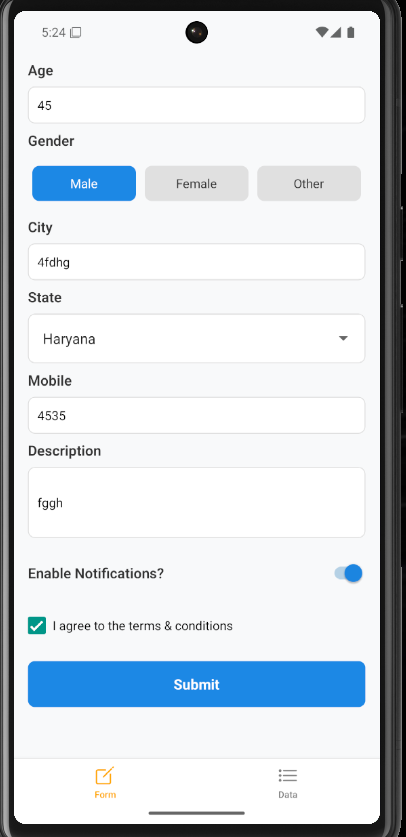 5:24
Age
45
Gender
Male Female Other
City
4fdhg
State
Haryana
Mobile
4535
Description
fggh
Enable Notifications?
I agree to the terms & conditions
Submit
Form Data